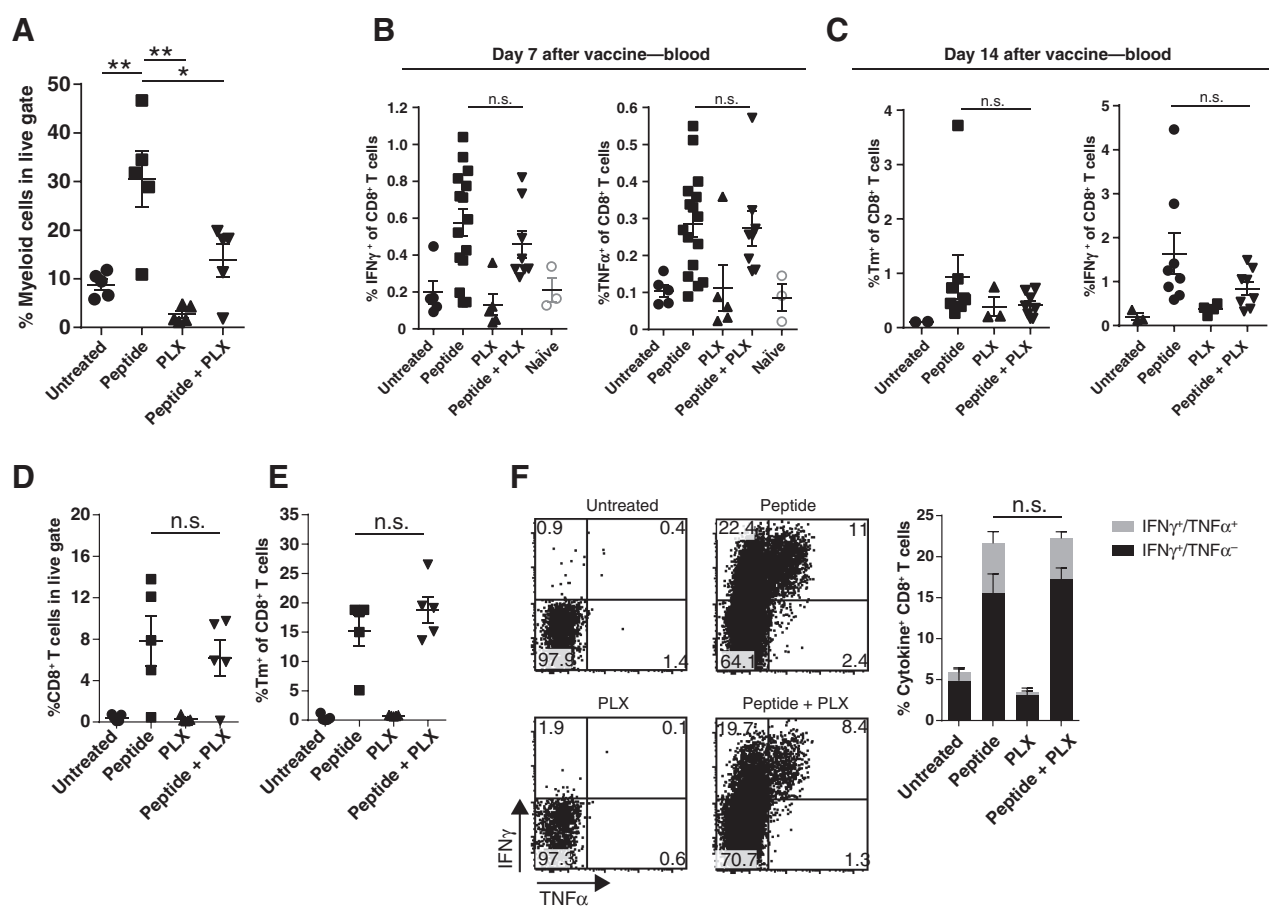 A
B
C
Day 7 after vaccine—blood
Day 14 after vaccine—blood
**
**
*
% Myeloid cells in live gate
50
40
30
20
10
0
Untreated
Peptide
PLX
Peptide + PLX
n.s.
% IFNγ⁺ of CD8⁺ T cells
1.2
1.0
0.8
0.6
0.4
0.2
0
Untreated
Peptide
PLX
Peptide + PLX
Naïve
n.s.
%TNFα⁺ of CD8⁺ T cells
0.6
0.5
0.4
0.3
0.2
0.1
0
Untreated
Peptide
PLX
Peptide + PLX
Naïve
n.s.
%Tm⁺ of CD8⁺ T cells
4
3
2
1
0
Untreated
Peptide
PLX
Peptide + PLX
n.s.
%IFNγ⁺ of CD8⁺ T cells
5
4
3
2
1
0
Untreated
Peptide
PLX
Peptide + PLX
D
E
F
n.s.
%CD8⁺ T cells in live gate
20
16
12
8
4
0
Untreated
Peptide
PLX
Peptide + PLX
n.s.
%Tm⁺ of CD8⁺ T cells
35
30
25
20
15
10
5
0
Untreated
Peptide
PLX
Peptide + PLX
Untreated
0.9
0.4
97.9
1.4
Peptide
22.4
11
64.1
2.4
PLX
1.9
0.1
97.3
0.6
Peptide + PLX
19.7
8.4
70.7
1.3
IFNγ
TNFα
n.s.
% Cytokine⁺ CD8⁺ T cells
25
20
15
10
5
0
Untreated
Peptide
PLX
Peptide + PLX
IFNγ⁺/TNFα⁺
IFNγ⁺/TNFα⁻